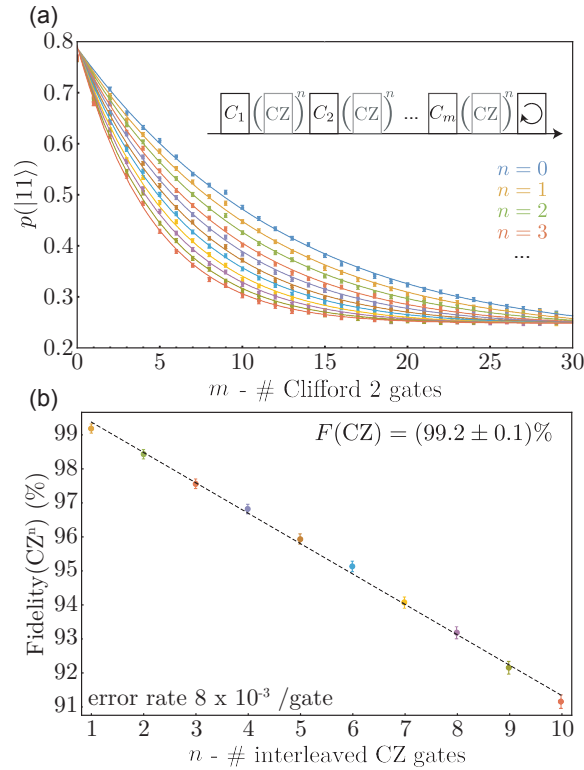 (a)
0.8
0.7
0.6
0.5
0.4
0.3
0.2
p(|11⟩)
C₁ (CZ)ⁿ C₂ (CZ)ⁿ ... Cₘ (CZ)ⁿ
n = 0
n = 1
n = 2
n = 3
...
0 5 10 15 20 25 30
m - # Clifford 2 gates
(b)
F(CZ) = (99.2 ± 0.1)%
99
98
97
96
95
94
93
92
91
Fidelity(CZⁿ) (%)
error rate 8 x 10⁻³ /gate
1 2 3 4 5 6 7 8 9 10
n - # interleaved CZ gates